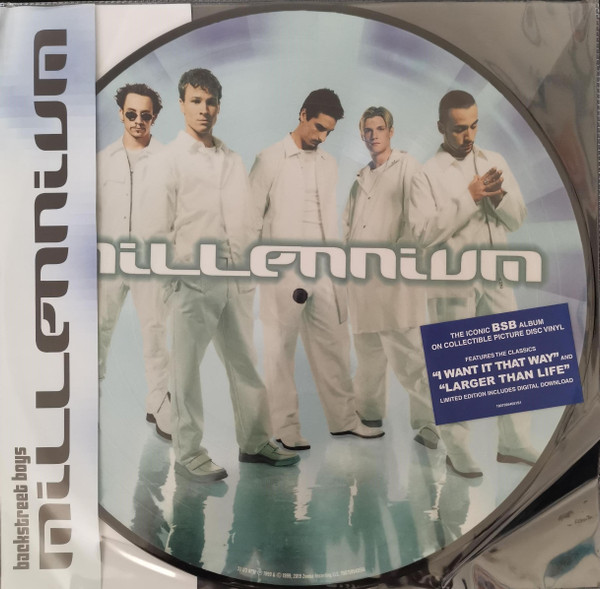 backstreet boys
millennium
millennium
THE ICONIC BSB ALBUM
ON COLLECTIBLE PICTURE DISC VINYL
FEATURES THE CLASSICS
"I WANT IT THAT WAY" AND
"LARGER THAN LIFE"
LIMITED EDITION INCLUDES DIGITAL DOWNLOAD